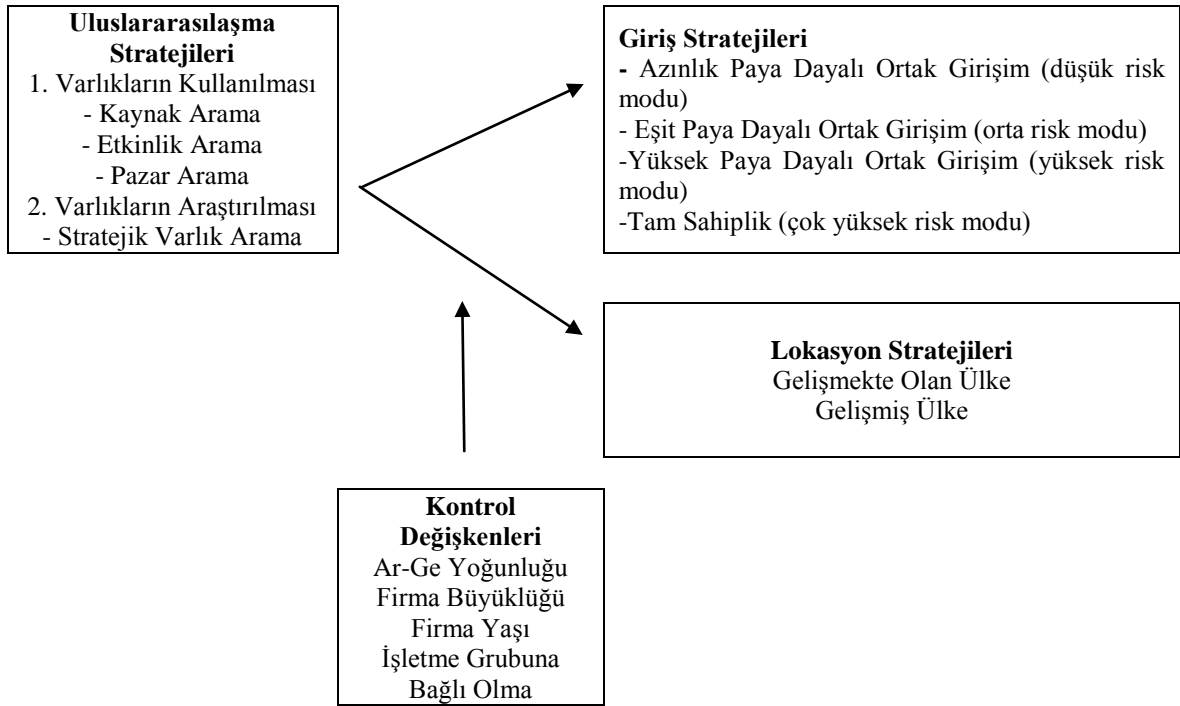 Uluslararasılaşma
Stratejileri
1. Varlıkların Kullanılması
- Kaynak Arama
- Etkinlik Arama
- Pazar Arama
2. Varlıkların Araştırılması
- Stratejik Varlık Arama
Giriş Stratejileri
- Azınlık Paya Dayalı Ortak Girişim (düşük risk
modu)
- Eşit Paya Dayalı Ortak Girişim (orta risk modu)
-Yüksek Paya Dayalı Ortak Girişim (yüksek risk
modu)
-Tam Sahiplik (çok yüksek risk modu)
Lokasyon Stratejileri
Gelişmekte Olan Ülke
Gelişmiş Ülke
Kontrol
Değişkenleri
Ar-Ge Yoğunluğu
Firma Büyüklüğü
Firma Yaşı
İşletme Grubuna
Bağlı Olma